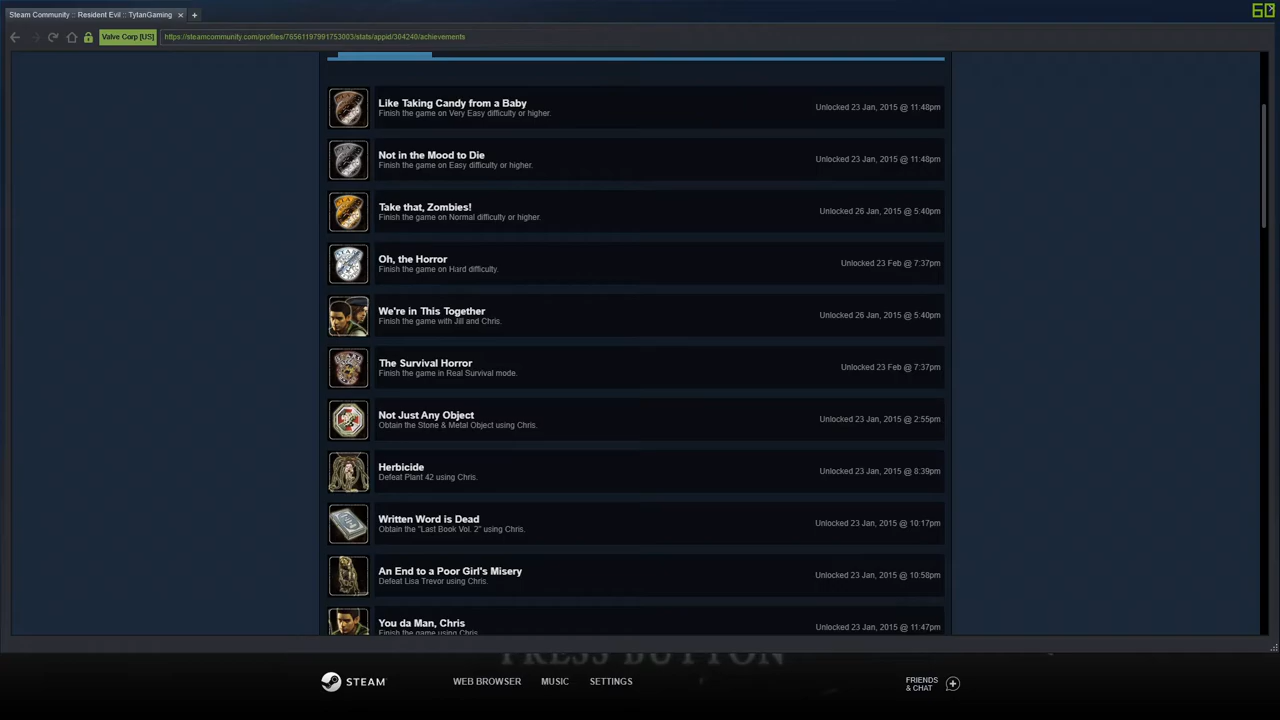 Steam Community :: Resident Evil :: TytanGaming
60
Valve Corp [US]
https://steamcommunity.com/profiles/76561197991753003/stats/appid/304240/achievements
Like Taking Candy from a Baby
Finish the game on Very Easy difficulty or higher.
Unlocked 23 Jan, 2015 @ 11:48pm
Not in the Mood to Die
Finish the game on Easy difficulty or higher.
Unlocked 23 Jan, 2015 @ 11:48pm
Take that, Zombies!
Finish the game on Normal difficulty or higher.
Unlocked 26 Jan, 2015 @ 5:40pm
Oh, the Horror
Finish the game on Hard difficulty.
Unlocked 23 Feb @ 7:37pm
We're in This Together
Finish the game with Jill and Chris.
Unlocked 26 Jan, 2015 @ 5:40pm
The Survival Horror
Finish the game in Real Survival mode.
Unlocked 23 Feb @ 7:37pm
Not Just Any Object
Obtain the Stone & Metal Object using Chris.
Unlocked 23 Jan, 2015 @ 2:55pm
Herbicide
Defeat Plant 42 using Chris.
Unlocked 23 Jan, 2015 @ 8:39pm
Written Word is Dead
Obtain the "Last Book Vol. 2" using Chris.
Unlocked 23 Jan, 2015 @ 10:17pm
An End to a Poor Girl's Misery
Defeat Lisa Trevor using Chris.
Unlocked 23 Jan, 2015 @ 10:58pm
You da Man, Chris
Finish the game using Chris.
Unlocked 23 Jan, 2015 @ 11:47pm
PRESS BUTTON
STEAM
WEB BROWSER
MUSIC
SETTINGS
FRIENDS
& CHAT